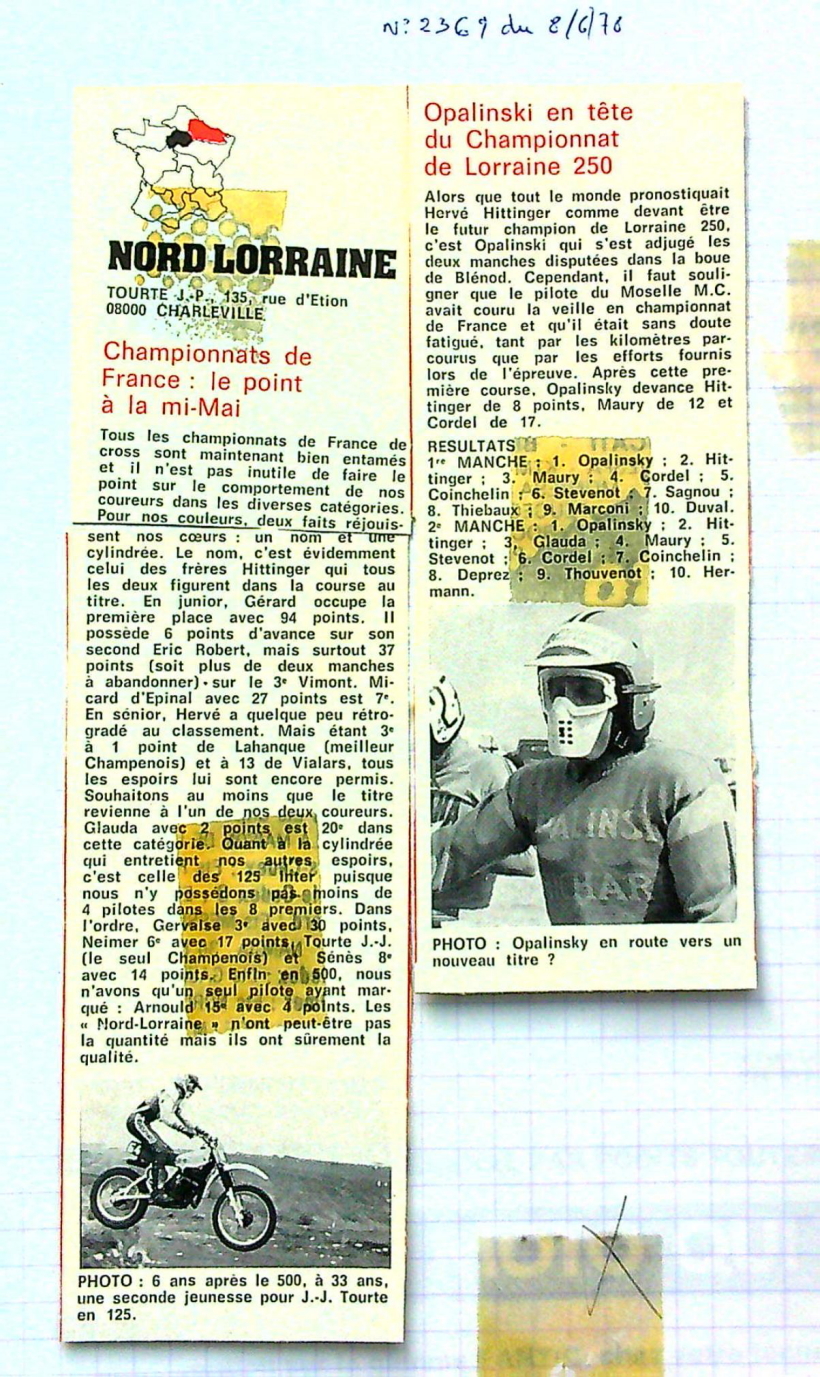 N° 2369 du 8/6/78
NORD LORRAINE
TOURTE J.-P., 135, rue d'Etion
08000 CHARLEVILLE
Championnats de
France : le point
à la mi-Mai
Tous les championnats de France de
cross sont maintenant bien entamés
et il n'est pas inutile de faire le
point sur le comportement de nos
coureurs dans les diverses catégories.
Pour nos couleurs, deux faits réjouis-
sent nos cœurs : un nom et une
cylindrée. Le nom, c'est évidemment
celui des frères Hittinger qui tous
les deux figurent dans la course au
titre. En junior, Gérard occupe la
première place avec 94 points. Il
possède 6 points d'avance sur son
second Eric Robert, mais surtout 37
points (soit plus de deux manches
à abandonner) sur le 3e Vimont. Mi-
card d'Epinal avec 27 points est 7e.
En sénior, Hervé a quelque peu rétro-
gradé au classement. Mais étant 3e
à 1 point de Lahanque (meilleur
Champenois) et à 13 de Vialars, tous
les espoirs lui sont encore permis.
Souhaitons au moins que le titre
revienne à l'un de nos deux coureurs.
Glauda avec 2 points est 20e dans
cette catégorie. Quant à la cylindrée
qui entretient nos autres espoirs,
c'est celle des 125 Inter puisque
nous n'y possédons pas moins de
4 pilotes dans les 8 premiers. Dans
l'ordre, Gervaise 3e avec 30 points,
Neimer 6e avec 17 points, Tourte J.-J.
(le seul Champenois) et Sénès 8e
avec 14 points. Enfin en 500, nous
n'avons qu'un seul pilote ayant mar-
qué : Arnould 15e avec 4 points. Les
« Nord-Lorraine » n'ont peut-être pas
la quantité mais ils ont sûrement la
qualité.
PHOTO : 6 ans après le 500, à 33 ans,
une seconde jeunesse pour J.-J. Tourte
en 125.
Opalinski en tête
du Championnat
de Lorraine 250
Alors que tout le monde pronostiquait
Hervé Hittinger comme devant être
le futur champion de Lorraine 250,
c'est Opalinski qui s'est adjugé les
deux manches disputées dans la boue
de Blénod. Cependant, il faut souli-
gner que le pilote du Moselle M.C.
avait couru la veille en championnat
de France et qu'il était sans doute
fatigué, tant par les kilomètres par-
courus que par les efforts fournis
lors de l'épreuve. Après cette pre-
mière course, Opalinsky devance Hit-
tinger de 8 points, Maury de 12 et
Cordel de 17.
RESULTATS
1re MANCHE : 1. Opalinsky ; 2. Hit-
tinger ; 3. Maury ; 4. Cordel ; 5.
Coinchelin ; 6. Stevenot ; 7. Sagnou ;
8. Thiebaux ; 9. Marconi ; 10. Duval.
2e MANCHE : 1. Opalinsky ; 2. Hit-
tinger ; 3. Glauda ; 4. Maury ; 5.
Stevenot ; 6. Cordel ; 7. Coinchelin ;
8. Deprez ; 9. Thouvenot ; 10. Her-
mann.
PHOTO : Opalinsky en route vers un
nouveau titre ?